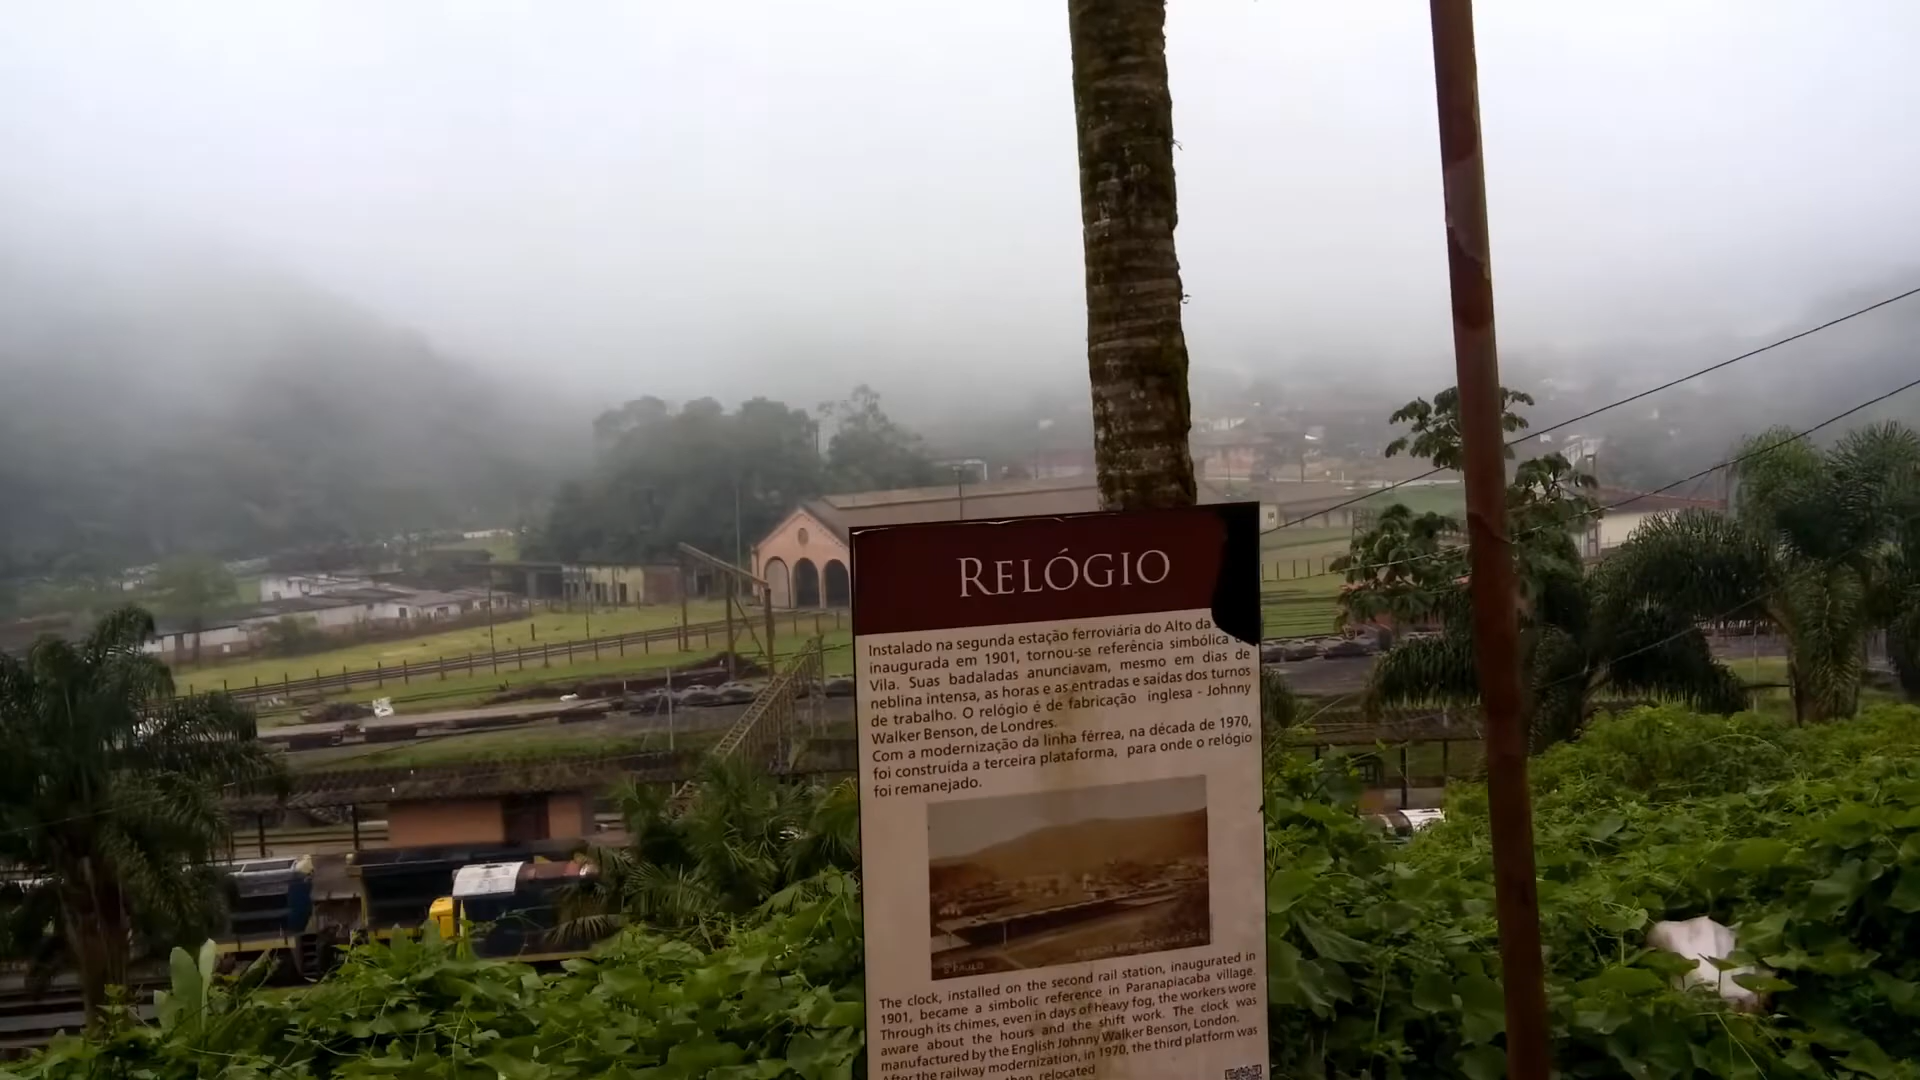 RELÓGIO
Instalado na segunda estação ferroviária do Alto da
inaugurada em 1901, tornou-se referência simbólica
Vila. Suas badaladas anunciavam, mesmo em dias de
neblina intensa, as horas e as entradas e saídas dos turnos
de trabalho. O relógio é de fabricação inglesa - Johnny
Walker Benson, de Londres.
Com a modernização da linha férrea, na década de 1970,
foi construida a terceira plataforma, para onde o relógio
foi remanejado.
The clock, installed on the second rail station, inaugurated in
1901, became a simbolic reference in Paranapiacaba village.
Through its chimes, even in days of heavy fog, the workers wore
aware about the hours and the shift work. The clock was
manufactured by the English Johnny Walker Benson, London.
After the railway modernization, in 1970, the third platform was
then relocated